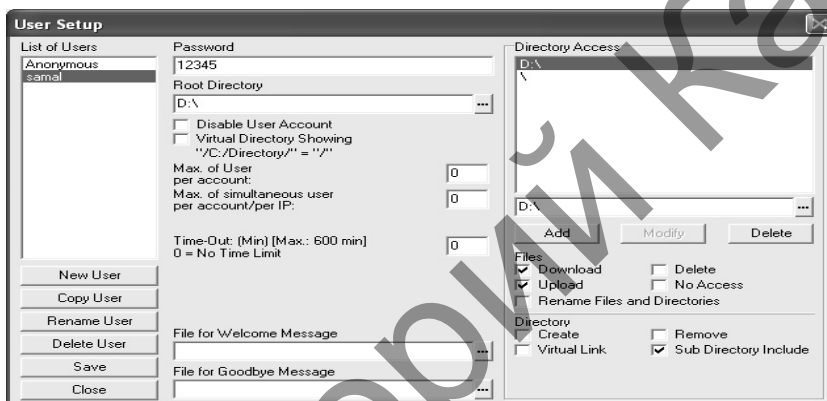 User Setup
List of Users
Anonymous
samal
New User
Copy User
Rename User
Delete User
Save
Close
Password
12345
Root Directory
D:\
...
Disable User Account
Virtual Directory Showing
"/C:/Directory/" = "/"
Max. of User
per account:
0
Max. of simultaneous user
per account/per IP:
0
Time-Out: (Min) [Max.: 600 min]
0 = No Time Limit
0
File for Welcome Message
...
File for Goodbye Message
...
Directory Access
D:\
\
D:\
...
Add Modify Delete
Files
Download Delete
Upload No Access
Rename Files and Directories
Directory
Create Remove
Virtual Link Sub Directory Include